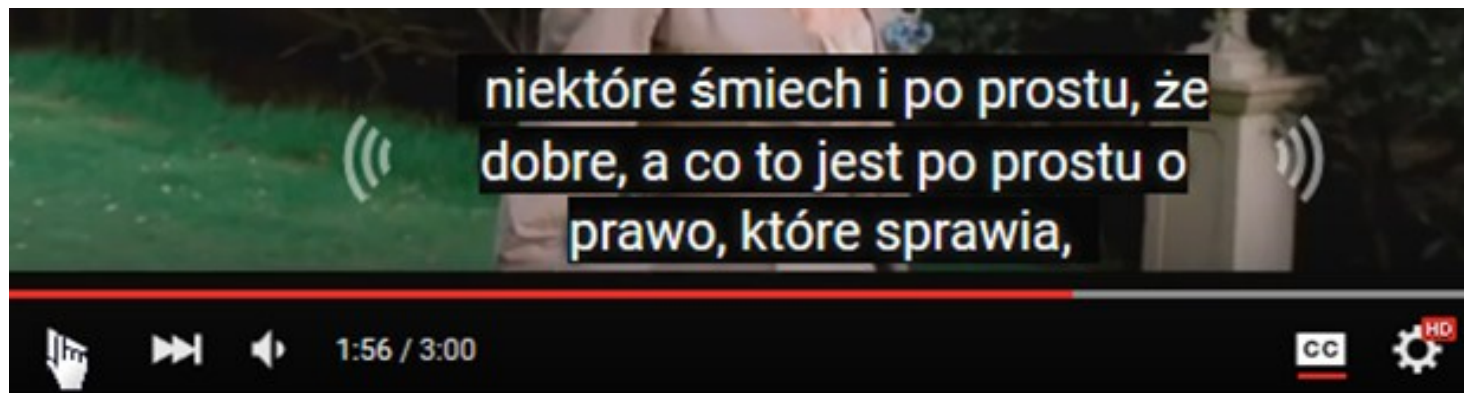 niektóre śmiech i po prostu, że
dobre, a co to jest po prostu o
prawo, które sprawia,
1:56 / 3:00
CC
HD